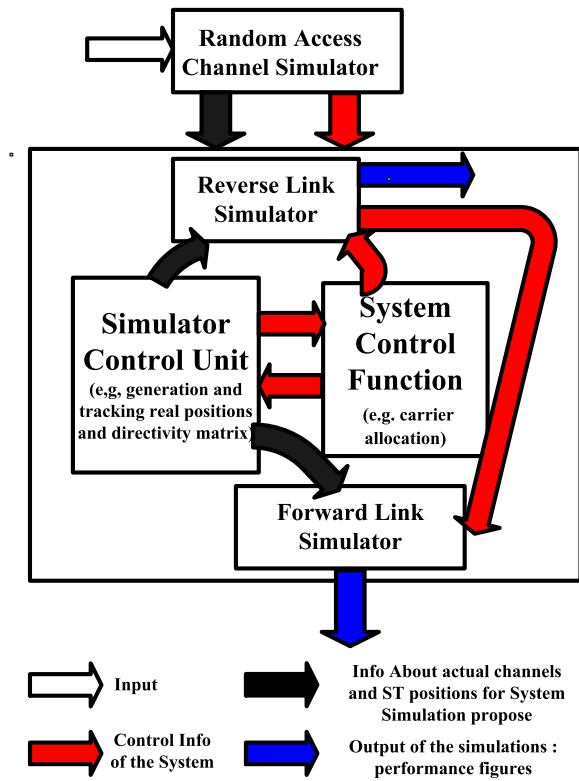 Random Access
Channel Simulator
Reverse Link
Simulator
Simulator
Control Unit
(e,g, generation and
tracking real positions
and directivity matrix)
System
Control
Function
(e.g. carrier
allocation)
Forward Link
Simulator
Input
Info About actual channels
and ST positions for System
Simulation propose
Control Info
of the System
Output of the simulations :
performance figures